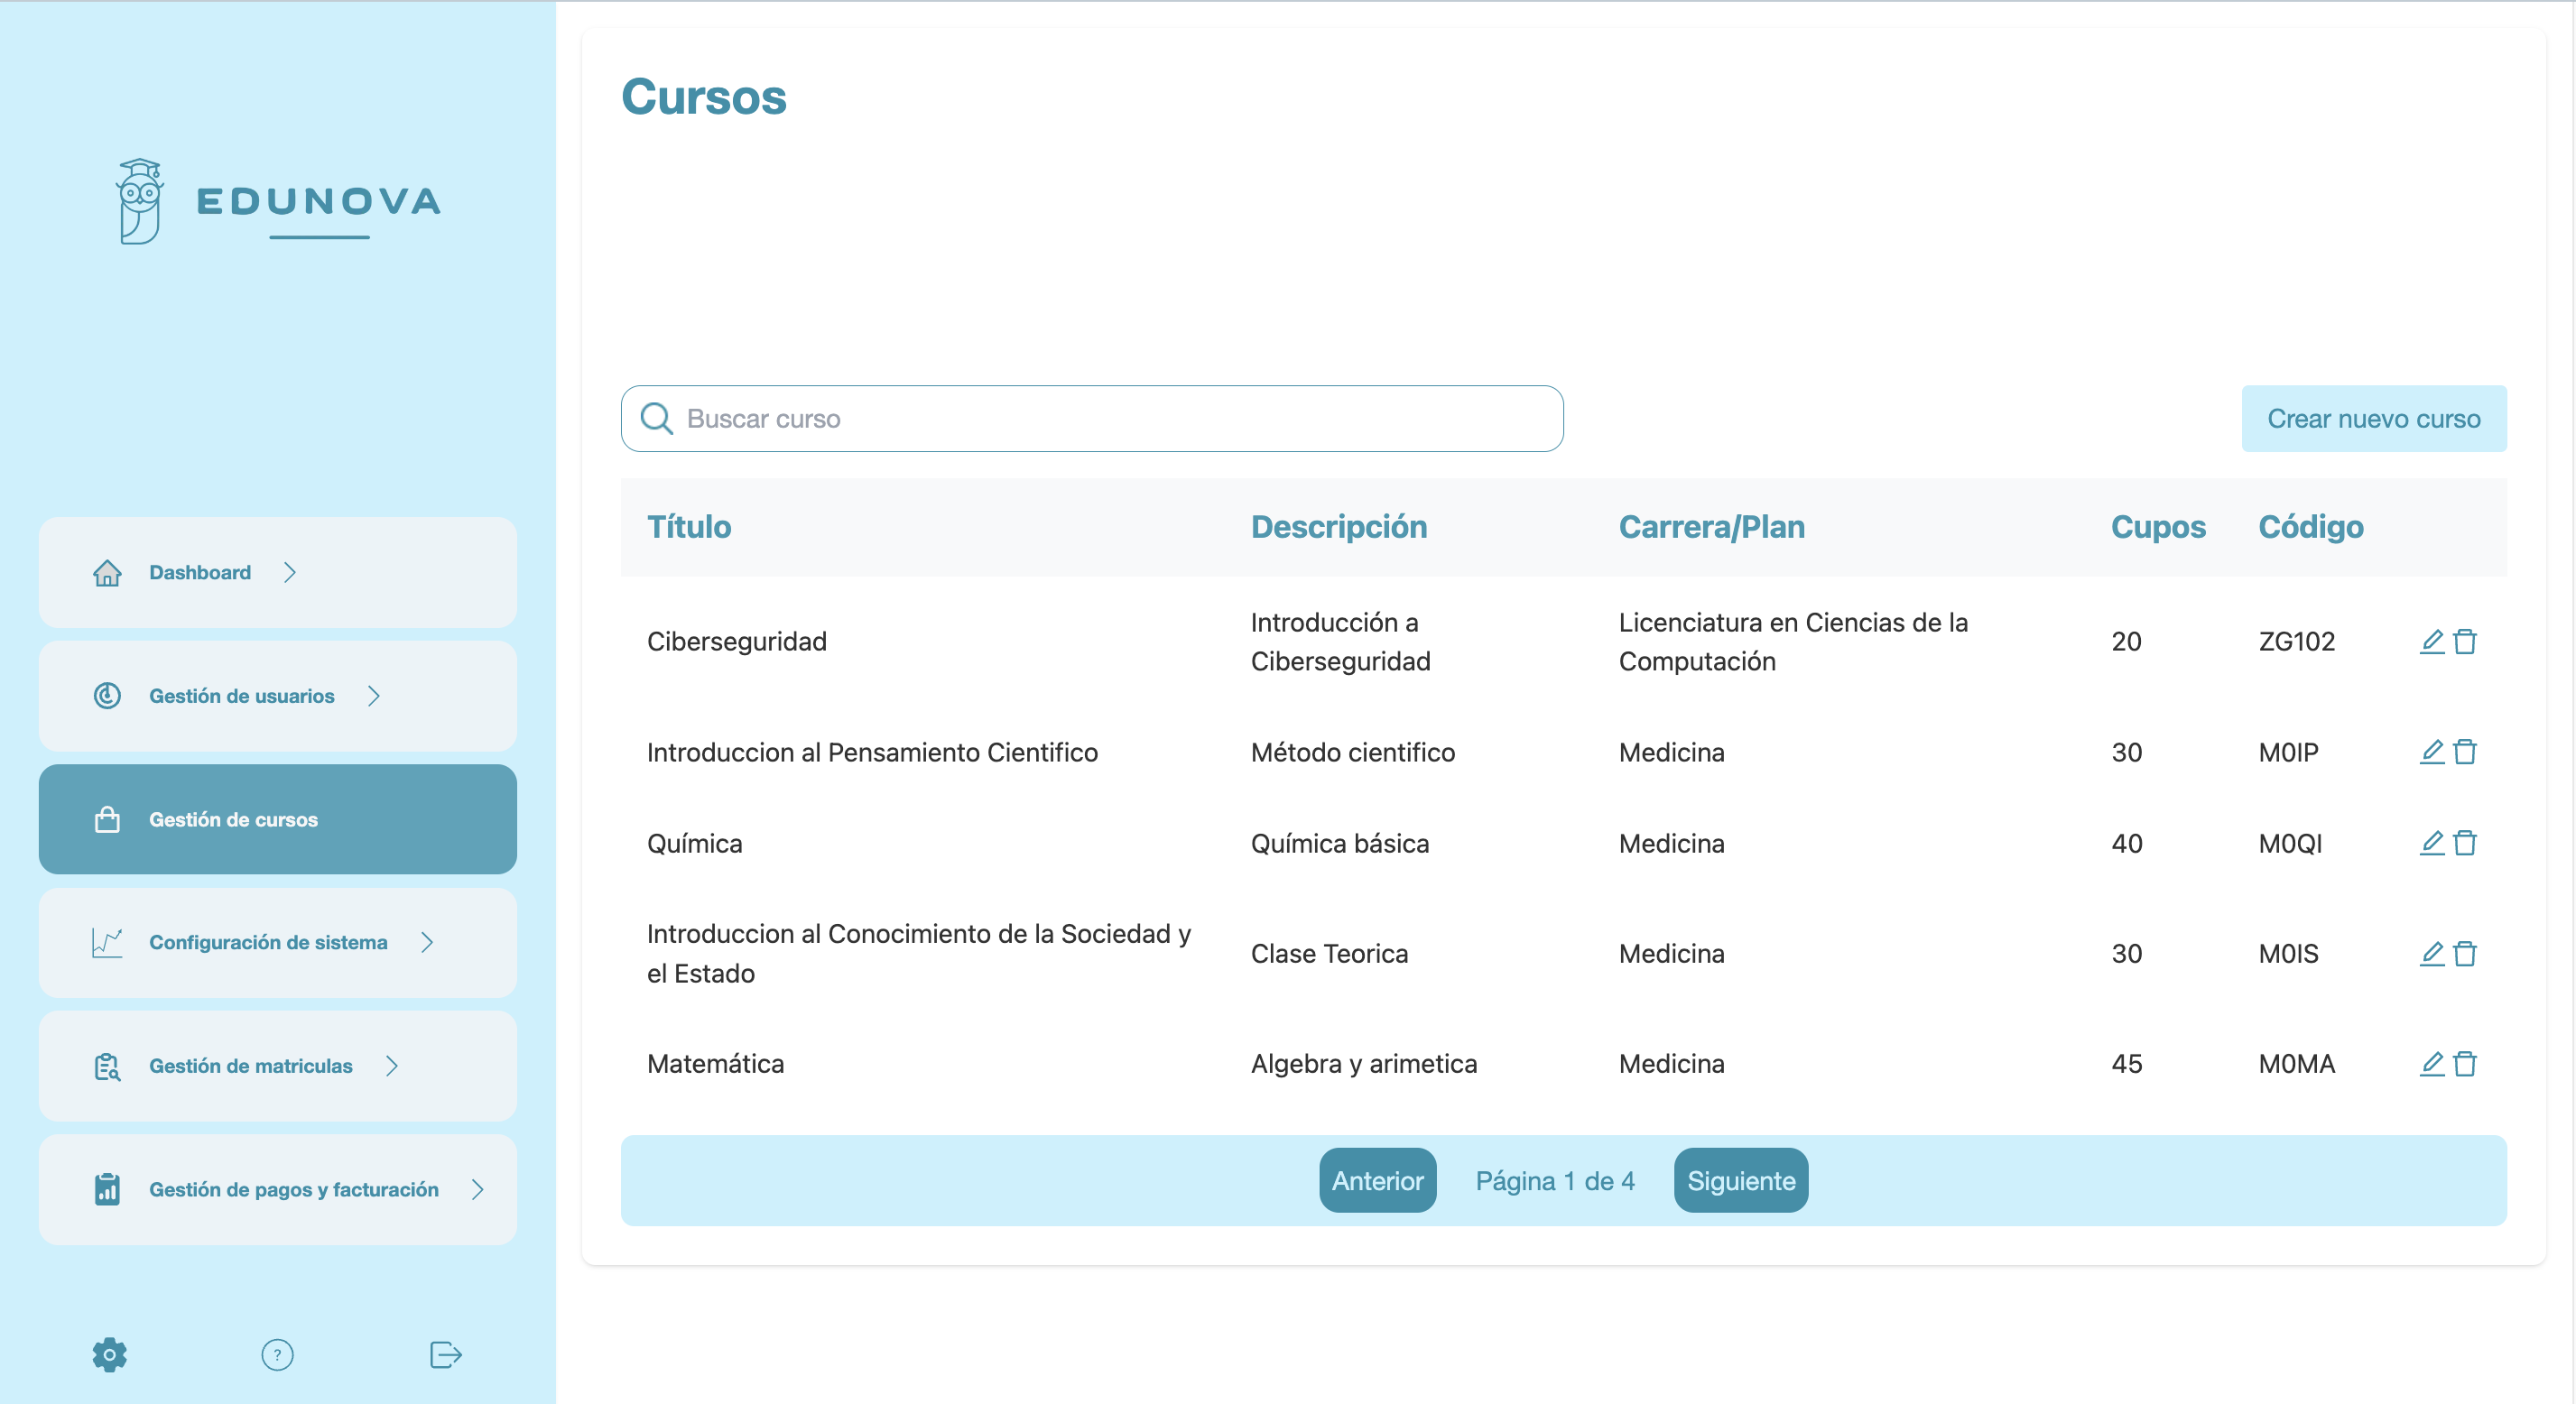 EDUNOVA
Dashboard
Gestión de usuarios
Gestión de cursos
Configuración de sistema
Gestión de matriculas
Gestión de pagos y facturación
?
Cursos
Buscar curso
Crear nuevo curso
Título Descripción Carrera/Plan Cupos Código
Ciberseguridad Introducción a Ciberseguridad Licenciatura en Ciencias de la Computación 20 ZG102
Introduccion al Pensamiento Cientifico Método cientifico Medicina 30 M0IP
Química Química básica Medicina 40 M0QI
Introduccion al Conocimiento de la Sociedad y el Estado Clase Teorica Medicina 30 M0IS
Matemática Algebra y arimetica Medicina 45 M0MA
Anterior Página 1 de 4 Siguiente